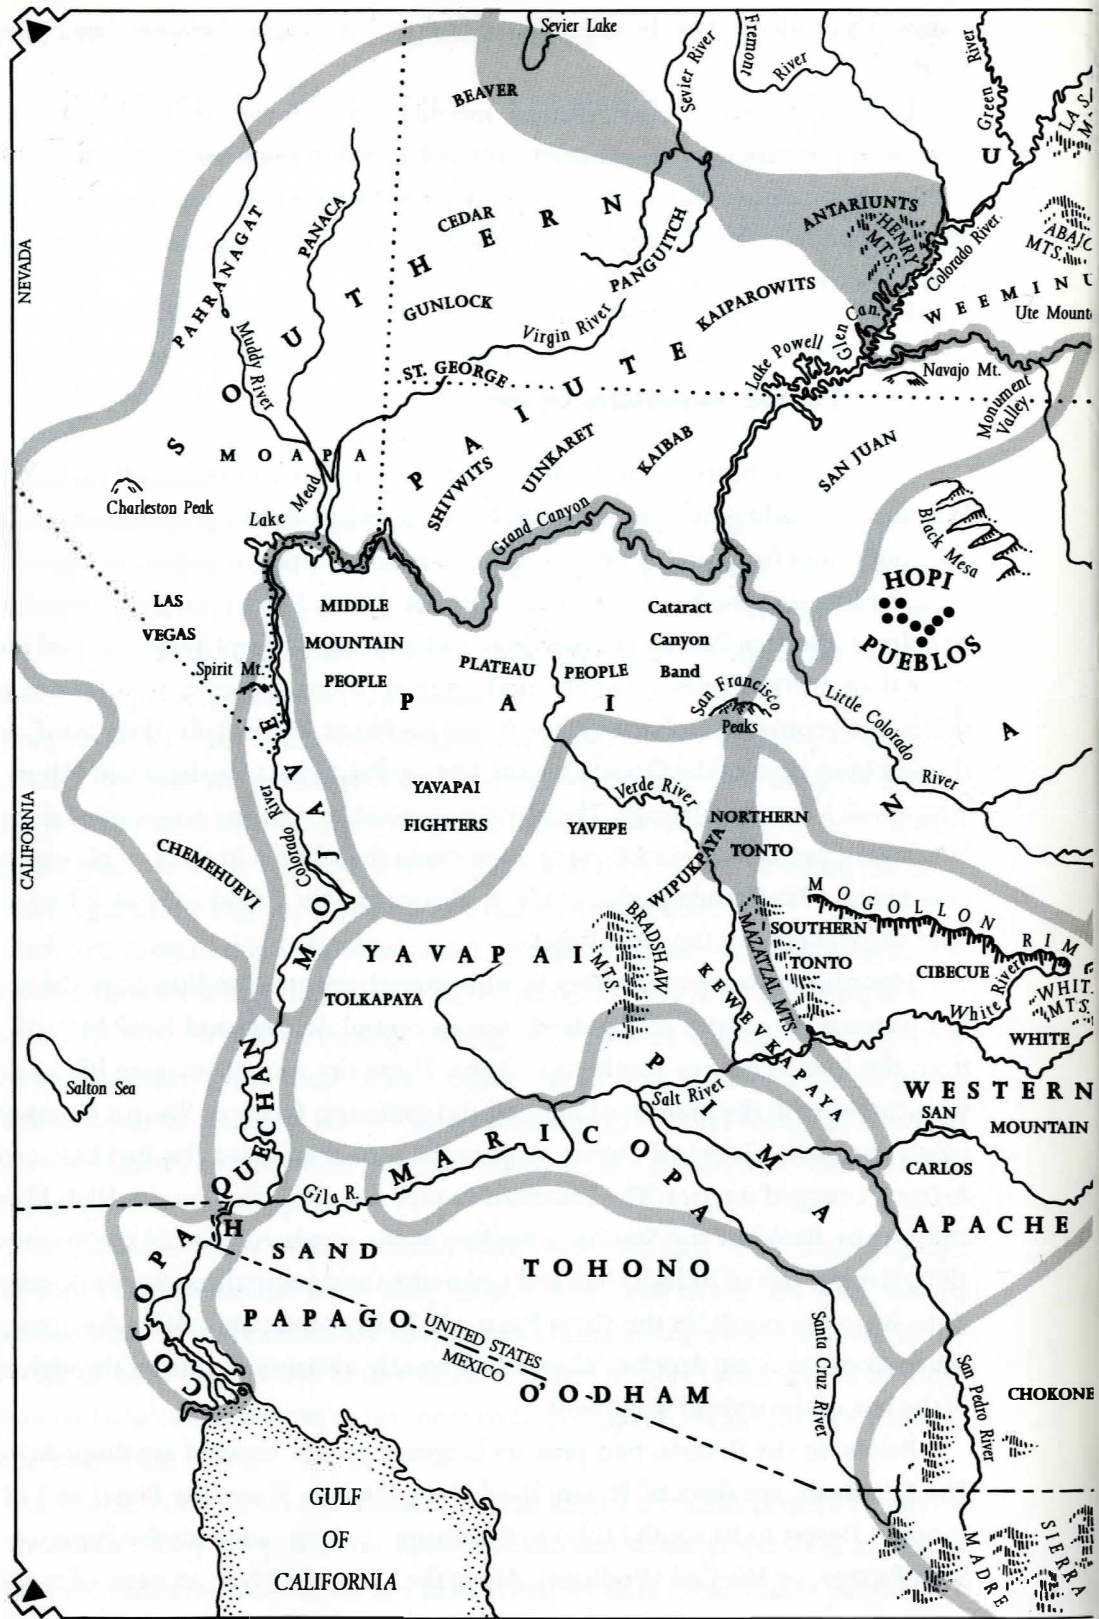 Sevier Lake
Sevier River
Fremont
River
Green River
BEAVER
LA S
M
U
ANTARIUNTS
HENRY
MTS.
ABAJO
MTS.
Colorado River
NEVADA
PAHRANAGAT
PANACA
CEDAR
SOUTHERN
PANGUITCH
KAIPAROWITS
Glen Can.
WEEMINU
Ute Mount
GUNLOCK
Virgin River
Muddy River
Lake Powell
Navajo Mt.
ST. GEORGE
Monument
Valley
PAIUTE
MOAPA
SHIVWITS
UINKARET
KAIBAB
SAN JUAN
Charleston Peak
Lake Mead
Grand Canyon
Black Mesa
HOPI
PUEBLOS
LAS
VEGAS
Spirit Mt.
MIDDLE
MOUNTAIN
PEOPLE
PLATEAU PEOPLE
Cataract
Canyon
Band
PAI
San Francisco
Peaks
Little Colorado River
N A
CALIFORNIA
Colorado River
MOJAVE
YAVAPAI
FIGHTERS
YAVEPE
Verde River
NORTHERN
TONTO
CHEMEHUEVI
WIPUKPAYA
MOGOLLON RIM
BRADSHAW
MTS.
YAVAPAI
TOLKAPAYA
MAZATZAL MTS.
SOUTHERN
TONTO
CIBECUE
White River
WHIT.
MTS.
WHITE
KEWEVKAPAYA
Salton Sea
QUECHAN
Salt River
WESTERN
SAN
CARLOS
MOUNTAIN
MARICOPA
PIMA
Gila R.
APACHE
COCOPAH
SAND
PAPAGO
TOHONO
O'ODHAM
UNITED STATES
MEXICO
Santa Cruz River
San Pedro River
CHOKONE
GULF
OF
CALIFORNIA
SIERRA
MADRE